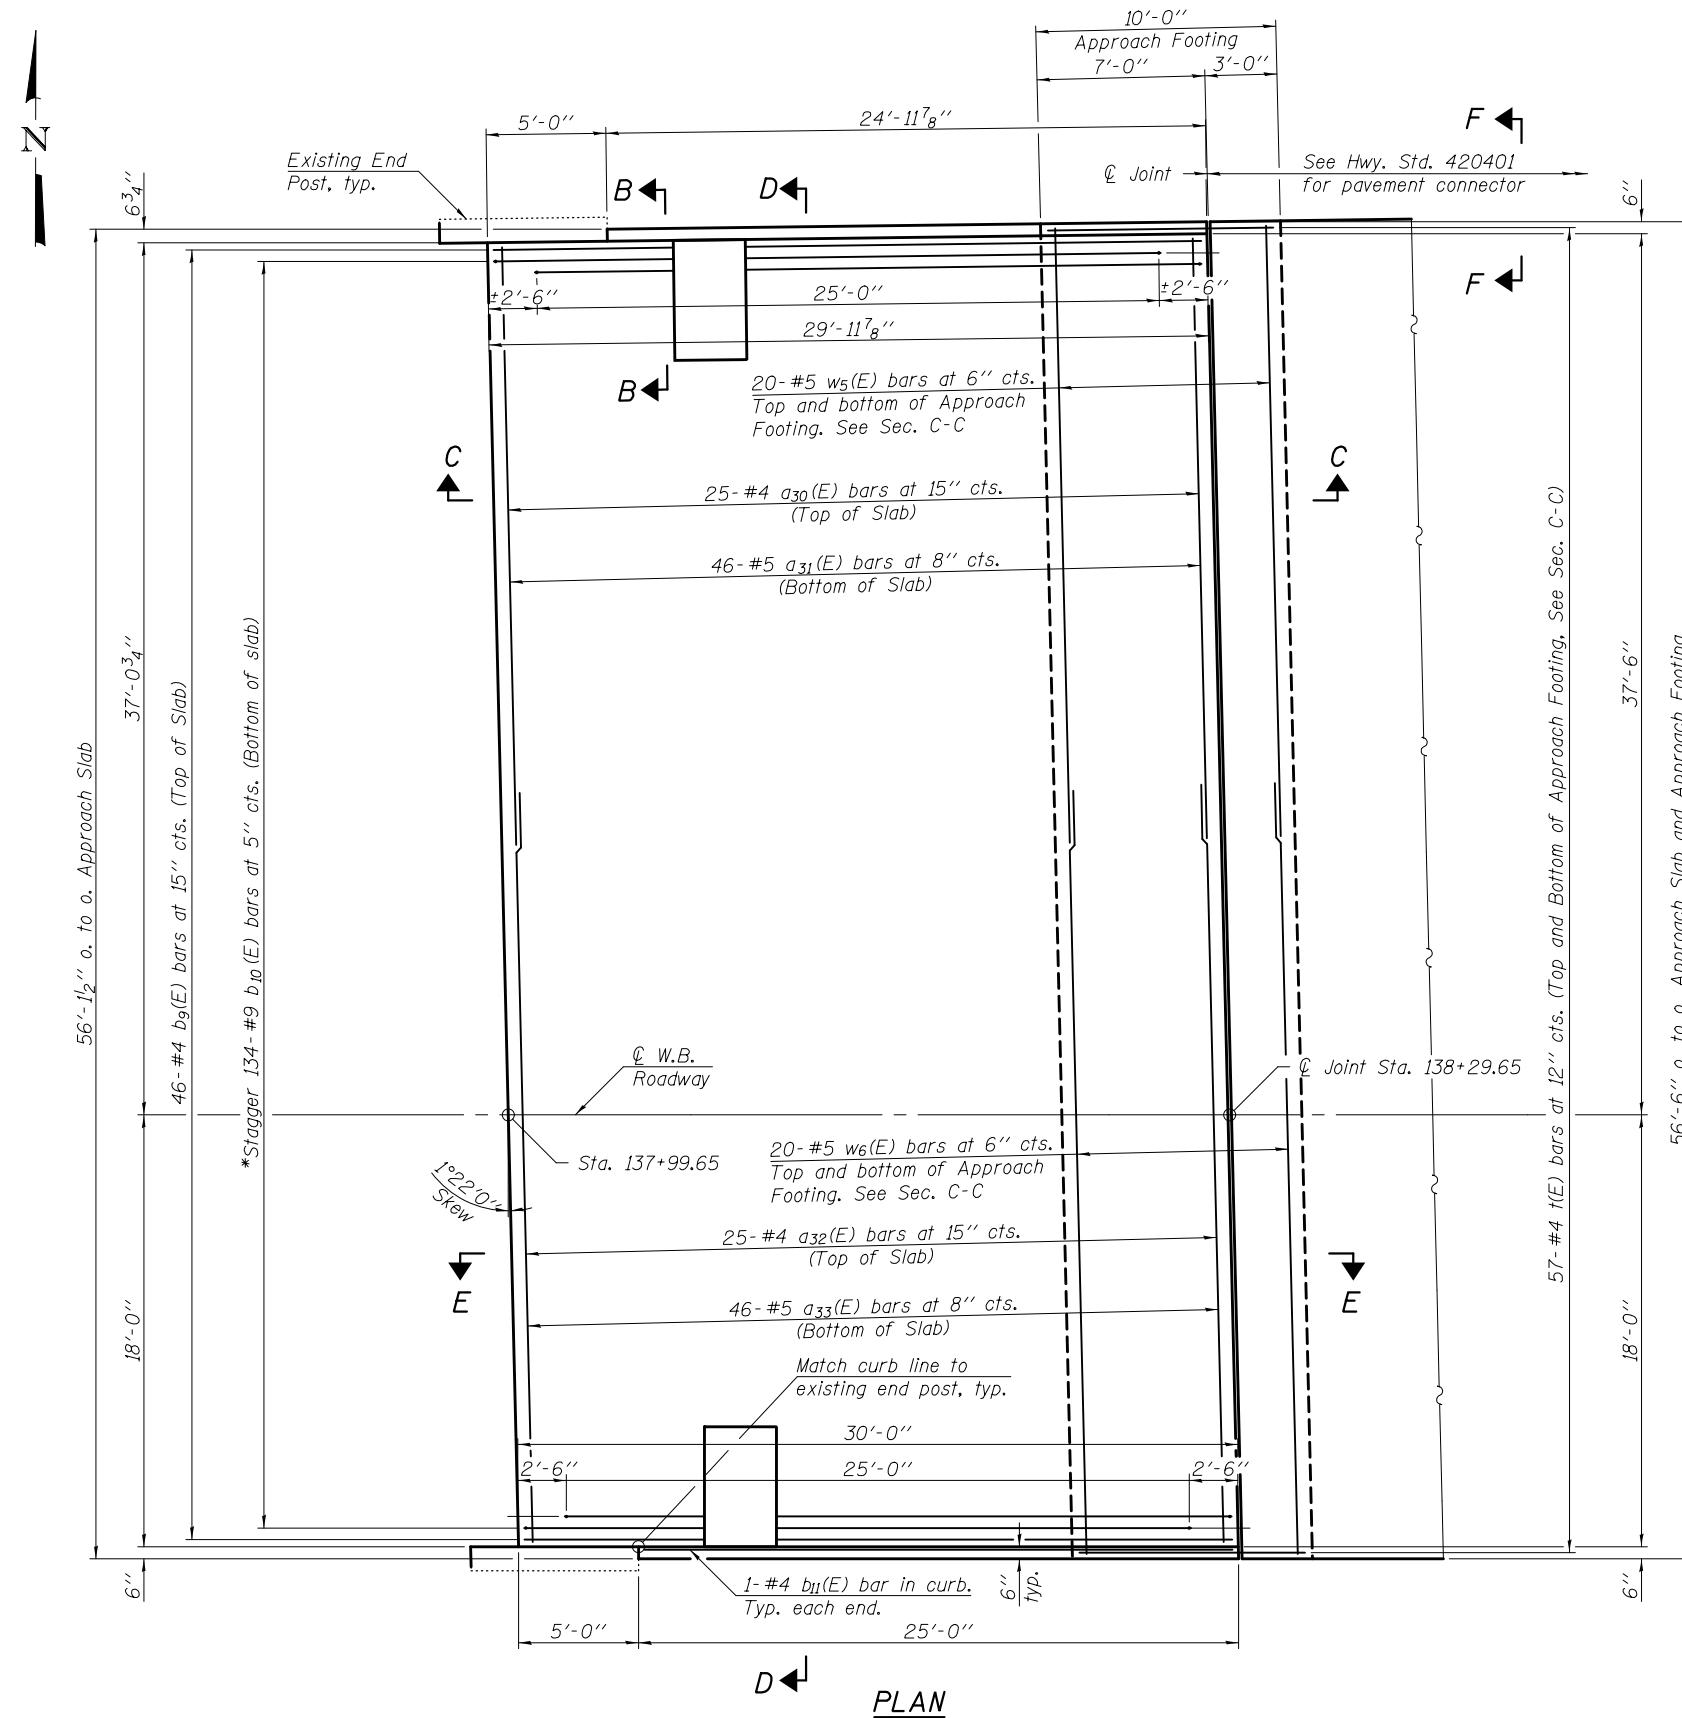 10'-0"
Approach Footing
7'-0"
3'-0"
N
5'-0"
24'-11 7/8"
F
Existing End
Post, typ.
B
D
℄ Joint
See Hwy. Std. 420401
for pavement connector
6 3/4"
6"
F
±2'-6"
25'-0"
±2'-6"
29'-11 7/8"
B
20-#5 w5(E) bars at 6" cts.
Top and bottom of Approach
Footing. See Sec. C-C
C
C
25-#4 a30(E) bars at 15" cts.
(Top of Slab)
46-#5 a31(E) bars at 8" cts.
(Bottom of Slab)
56'-1 1/2" o. to o. Approach Slab
37'-0 3/4"
46-#4 b9(E) bars at 15" cts. (Top of Slab)
*Stagger 134-#9 b10(E) bars at 5" cts. (Bottom of slab)
57-#4 t(E) bars at 12" cts. (Top and Bottom of Approach Footing, See Sec. C-C)
37'-6"
56'-6" o. to o. Approach Slab and Approach Footing
℄ W.B.
Roadway
℄ Joint Sta. 138+29.65
Sta. 137+99.65
1°22'0"
Skew
20-#5 w6(E) bars at 6" cts.
Top and bottom of Approach
Footing. See Sec. C-C
25-#4 a32(E) bars at 15" cts.
(Top of Slab)
E
E
46-#5 a33(E) bars at 8" cts.
(Bottom of Slab)
18'-0"
18'-0"
Match curb line to
existing end post, typ.
30'-0"
2'-6"
25'-0"
2'-6"
6"
1-#4 b11(E) bar in curb.
Typ. each end.
6"
typ.
6"
5'-0"
25'-0"
D
PLAN